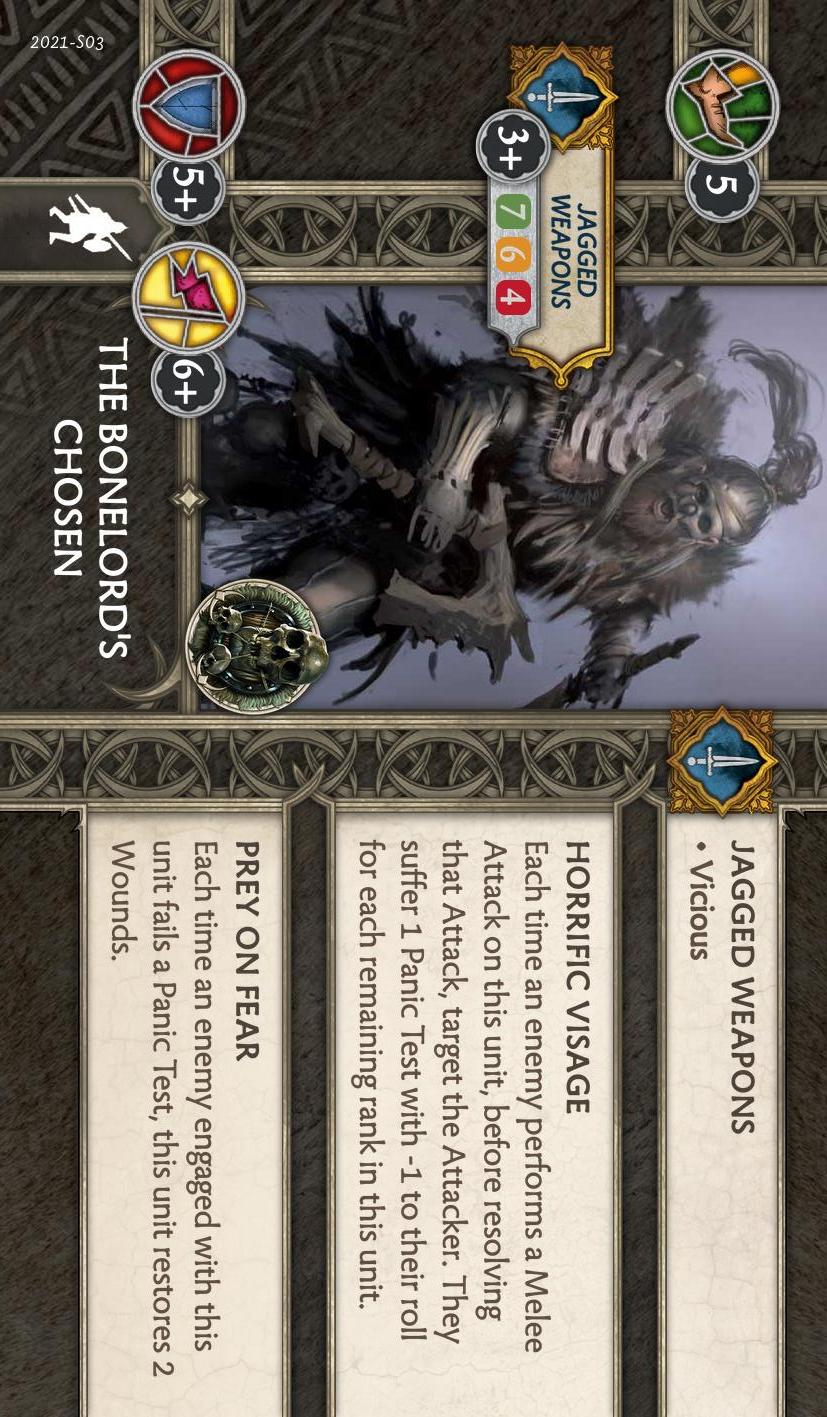 5
JAGGED
WEAPONS
3+
7 6 4
5+
6+
THE BONELORD'S
CHOSEN
2021-S03
JAGGED WEAPONS
• Vicious
HORRIFIC VISAGE
Each time an enemy performs a Melee
Attack on this unit, before resolving
that Attack, target the Attacker. They
suffer 1 Panic Test with -1 to their roll
for each remaining rank in this unit.
PREY ON FEAR
Each time an enemy engaged with this
unit fails a Panic Test, this unit restores 2
Wounds.